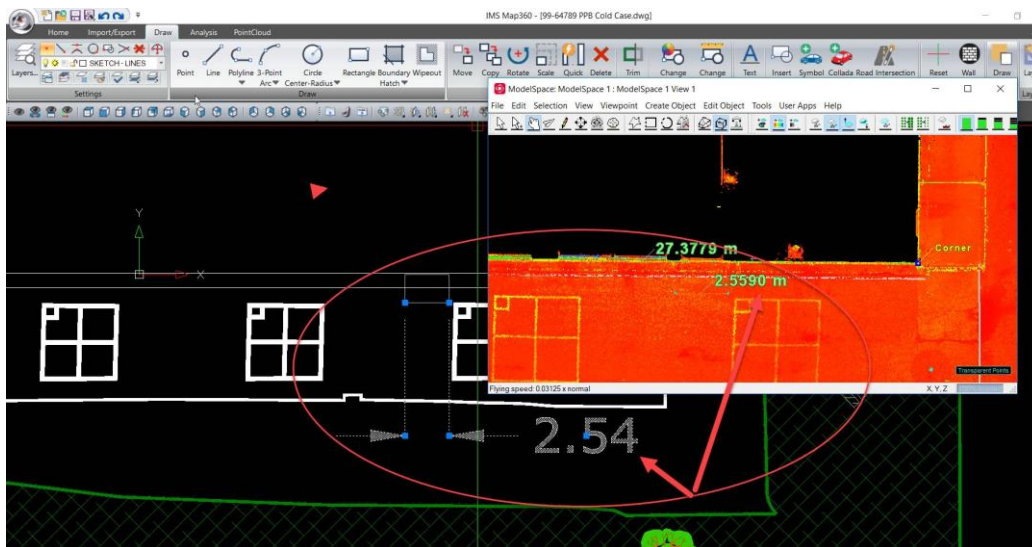 IMS Map360 - [99-64789 PPB Cold Case.dwg]
Home Import/Export Draw Analysis PointCloud
Layers... SKETCH-LINES Point Line Polyline 3-Point Arc Circle Center-Radius Rectangle Boundary Hatch Wipeout Move Copy Rotate Scale Quick Delete Trim Change Change Text Insert Symbol Collada Road Intersection Reset Wall Draw
Settings Draw
ModelSpace: ModelSpace 1 : ModelSpace 1 View 1
File Edit Selection View Viewpoint Create Object Edit Object Tools User Apps Help
Y
X
27.3779 m
Corner
2.5590 m
Transparent Points
Flying speed: 0.03125 x normal X, Y, Z
2.54